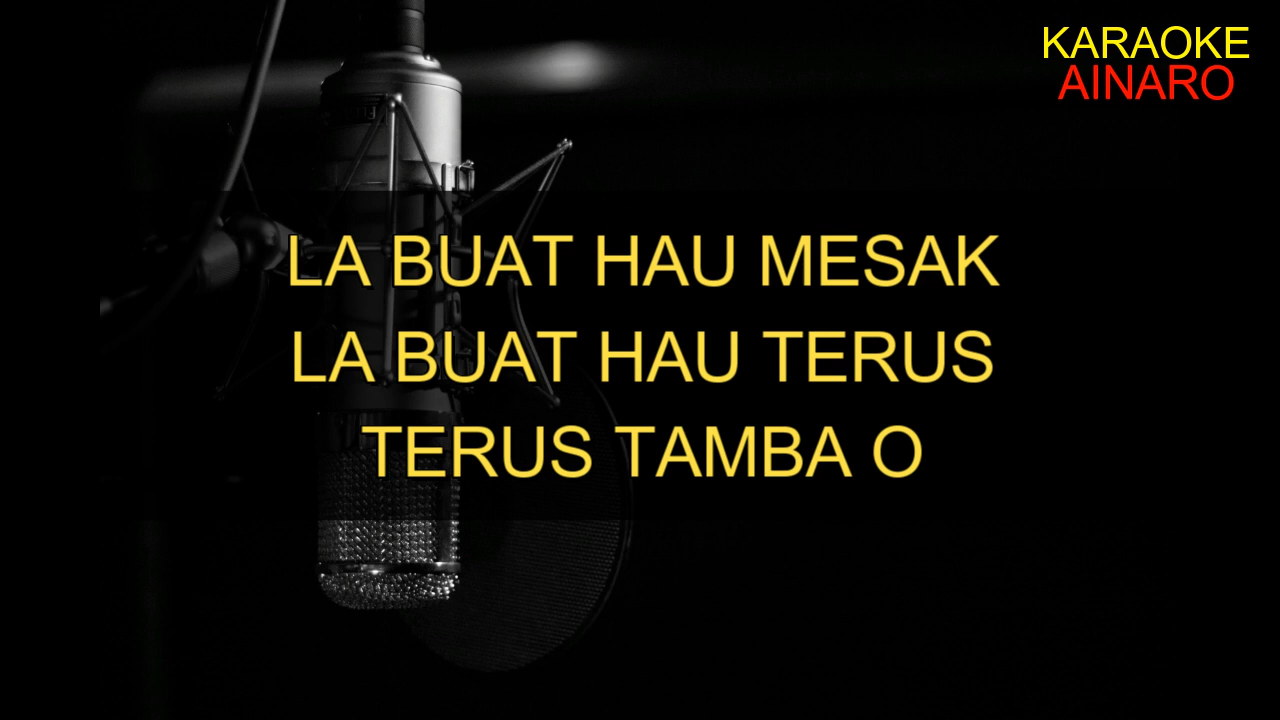 KARAOKE
AINARO
LA BUAT HAU MESAK
LA BUAT HAU TERUS
TERUS TAMBA O